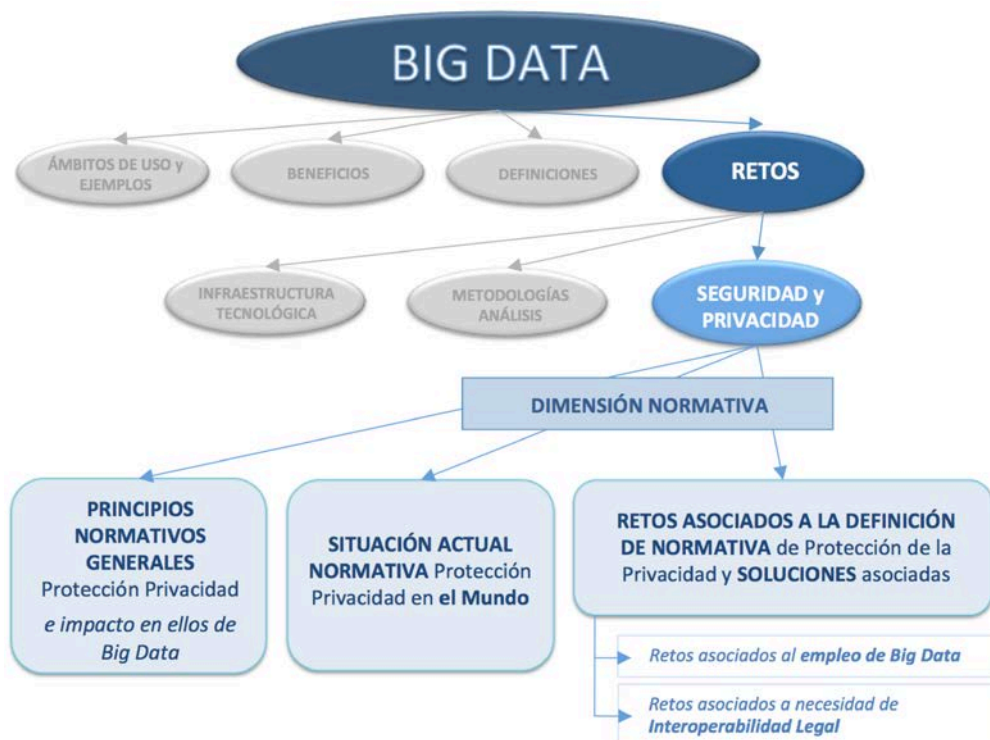 BIG DATA
ÁMBITOS DE USO y
EJEMPLOS
BENEFICIOS
DEFINICIONES
RETOS
INFRAESTRUCTURA
TECNOLÓGICA
METODOLOGÍAS
ANÁLISIS
SEGURIDAD y
PRIVACIDAD
DIMENSIÓN NORMATIVA
PRINCIPIOS
NORMATIVOS
GENERALES
Protección Privacidad
e impacto en ellos de
Big Data
SITUACIÓN ACTUAL
NORMATIVA Protección
Privacidad en el Mundo
RETOS ASOCIADOS A LA DEFINICIÓN
DE NORMATIVA de Protección de la
Privacidad y SOLUCIONES asociadas
Retos asociados al empleo de Big Data
Retos asociados a necesidad de
Interoperabilidad Legal